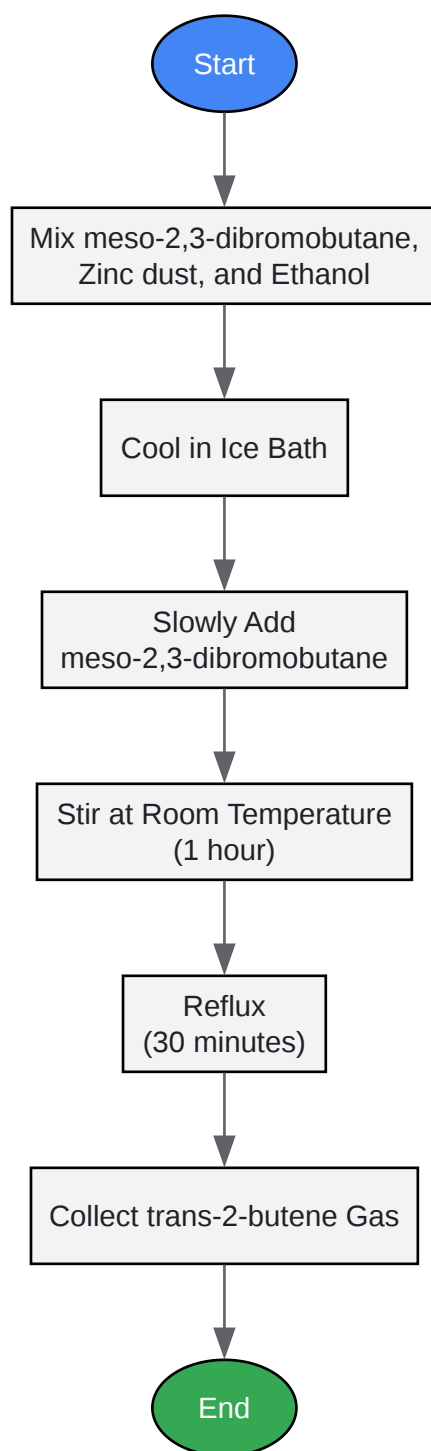 Start
Mix meso-2,3-dibromobutane,
Zinc dust, and Ethanol
Cool in Ice Bath
Slowly Add
meso-2,3-dibromobutane
Stir at Room Temperature
(1 hour)
Reflux
(30 minutes)
Collect trans-2-butene Gas
End